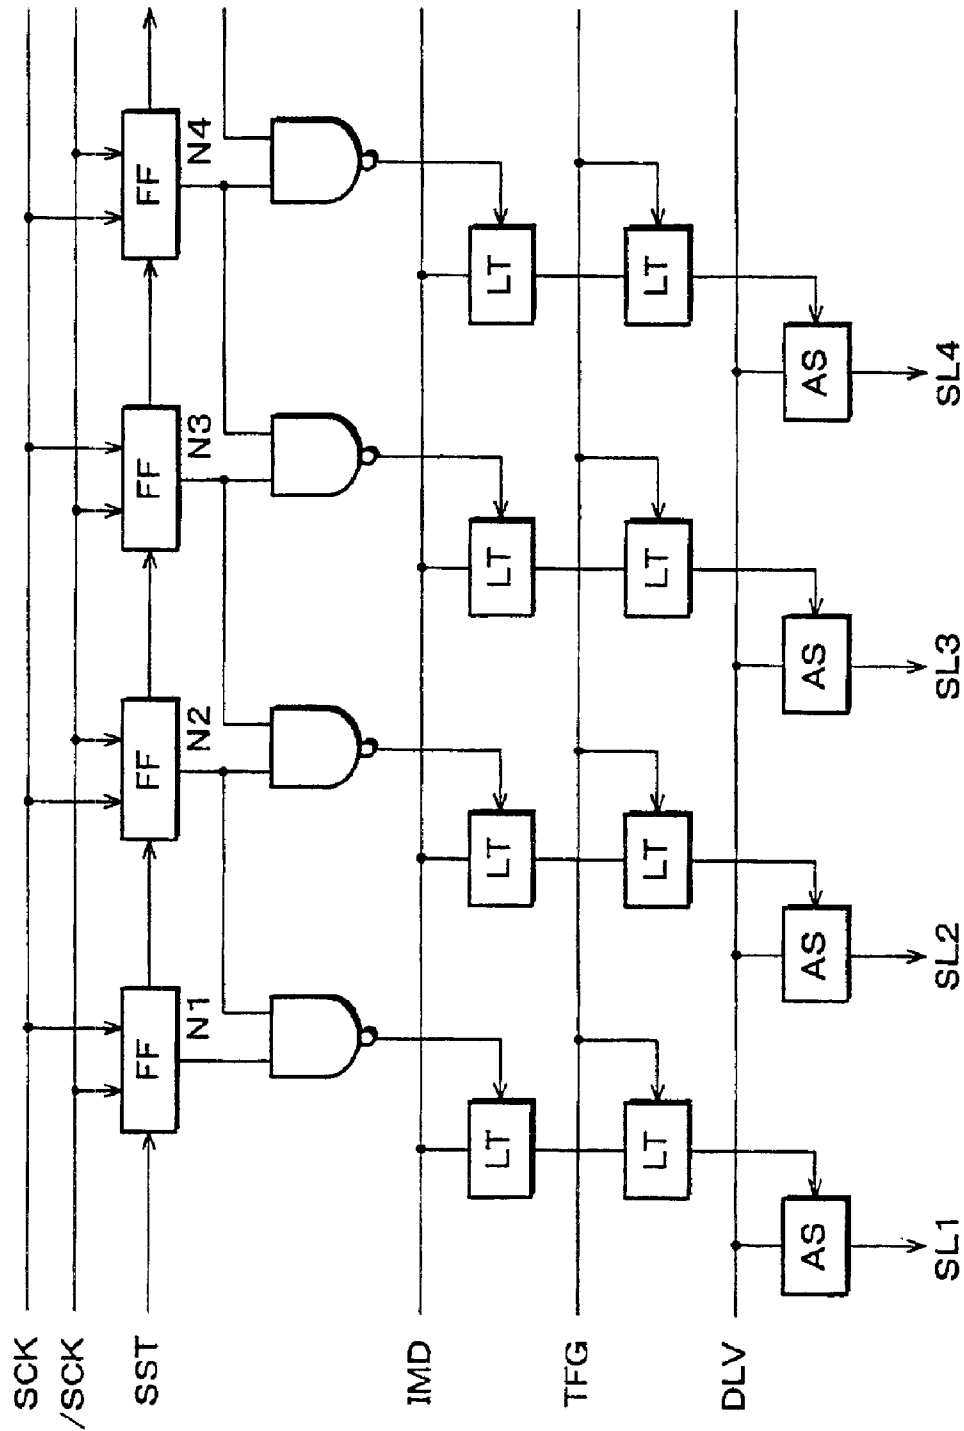 SCK
/SCK
SST
FF
FF
FF
FF
N1
N2
N3
N4
IMD
LT
LT
LT
LT
TFG
LT
LT
LT
LT
DLV
AS
AS
AS
AS
SL1
SL2
SL3
SL4